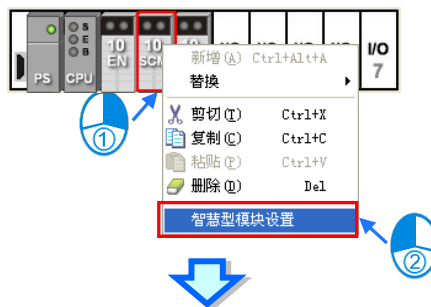 S
E
B
PS
CPU
10
EN
10
SCM
10
I/O
7
新增(A) Ctrl+Alt+A
替换
剪切(T) Ctrl+X
复制(C) Ctrl+C
粘贴(P) Ctrl+V
删除(D) Del
智慧型模块设置
①
②